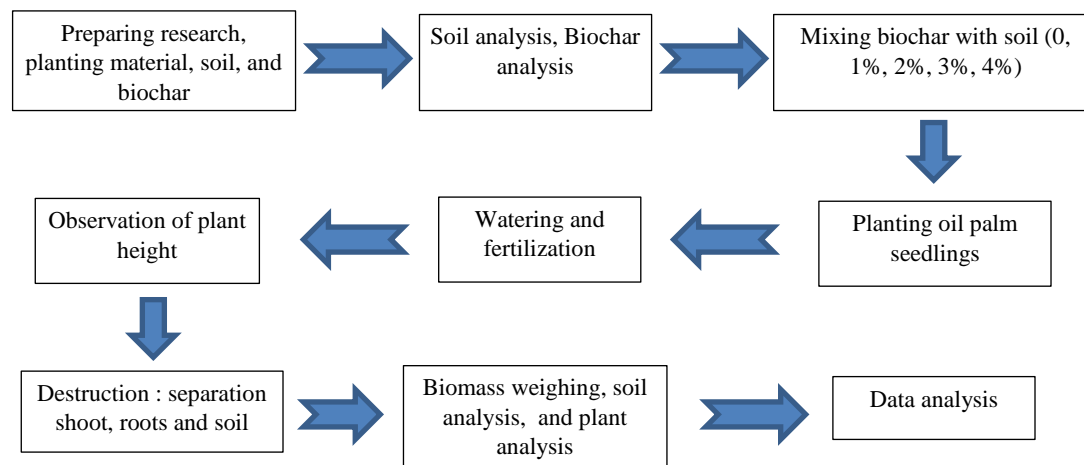 Preparing research,
planting material, soil, and
biochar
Soil analysis, Biochar
analysis
Mixing biochar with soil (0,
1%, 2%, 3%, 4%)
Planting oil palm
seedlings
Watering and
fertilization
Observation of plant
height
Destruction : separation
shoot, roots and soil
Biomass weighing, soil
analysis,  and plant
analysis
Data analysis